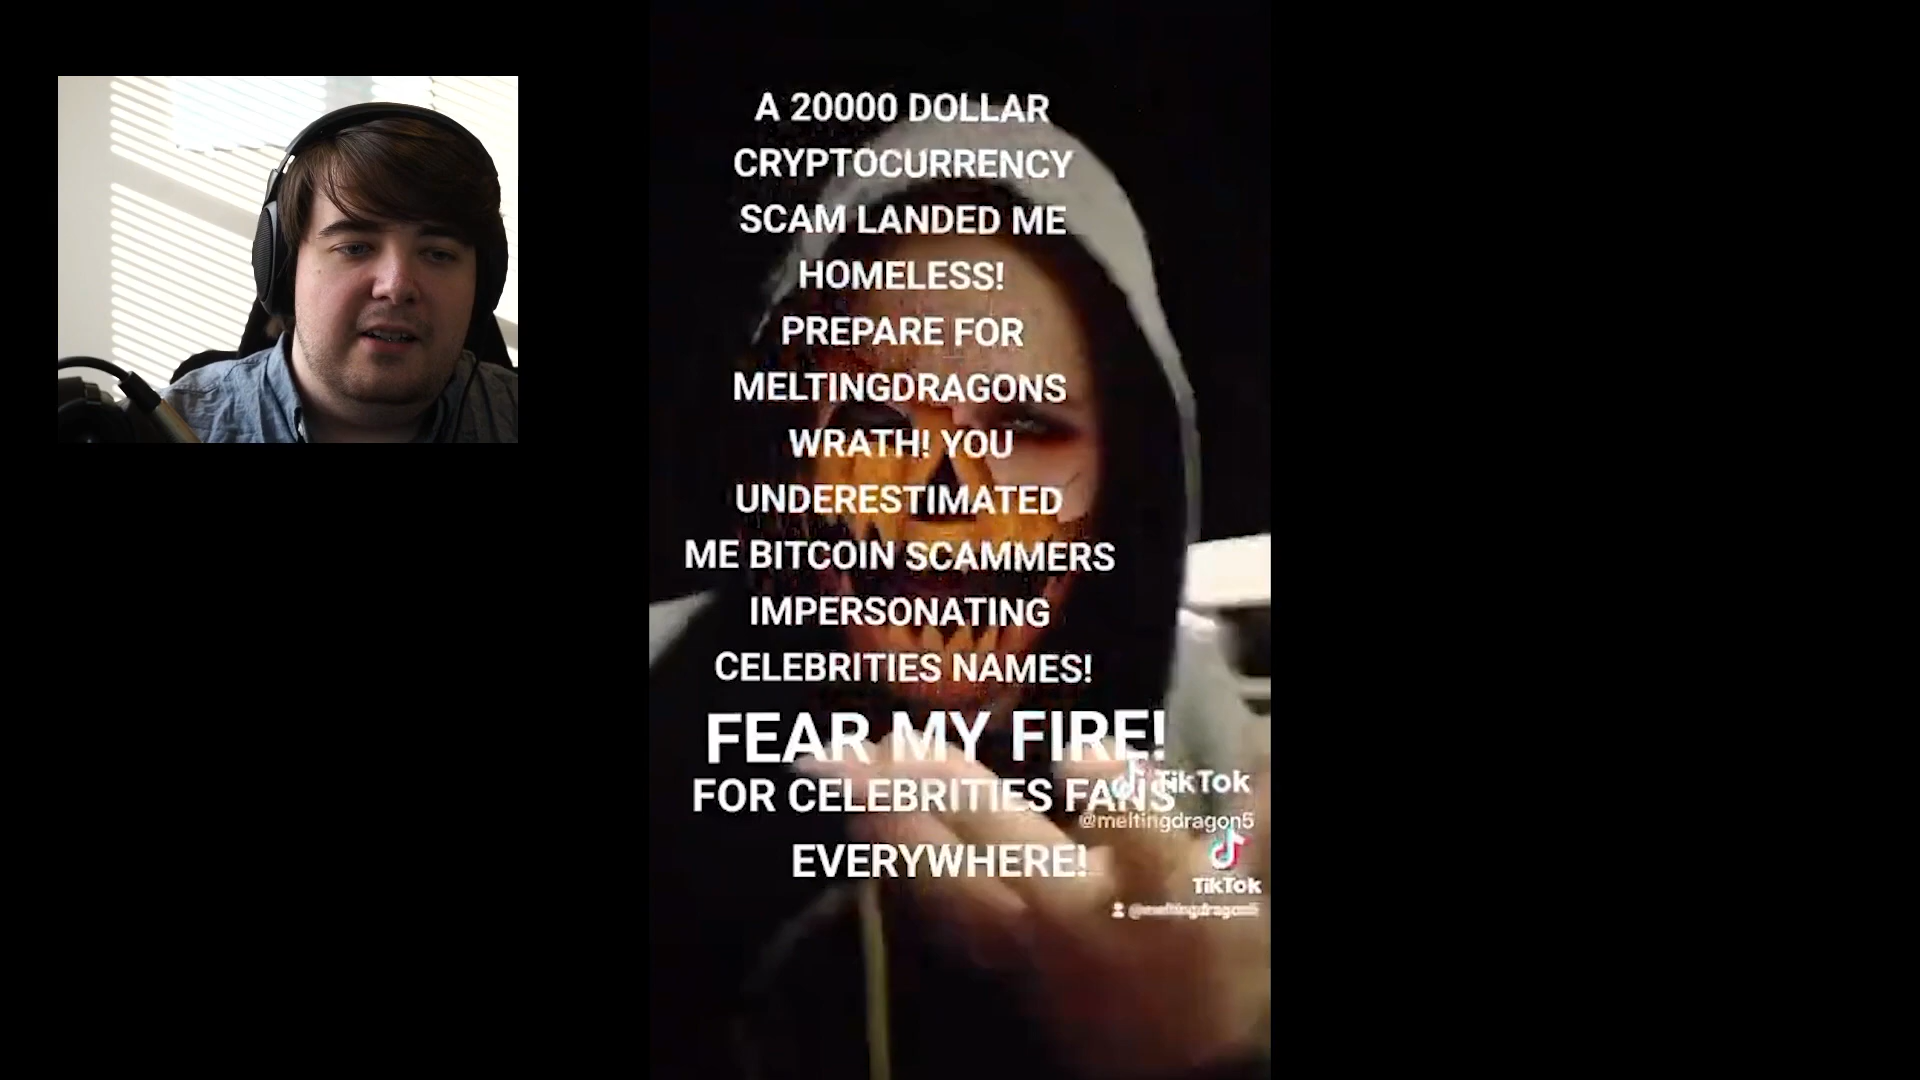 A 20000 DOLLAR
CRYPTOCURRENCY
SCAM LANDED ME
HOMELESS!
PREPARE FOR
MELTINGDRAGONS
WRATH! YOU
UNDERESTIMATED
ME BITCOIN SCAMMERS
IMPERSONATING
CELEBRITIES NAMES!
FEAR MY FIRE!
FOR CELEBRITIES FANS
EVERYWHERE!
TikTok
@meltingdragon5
TikTok
@meltingdragon5